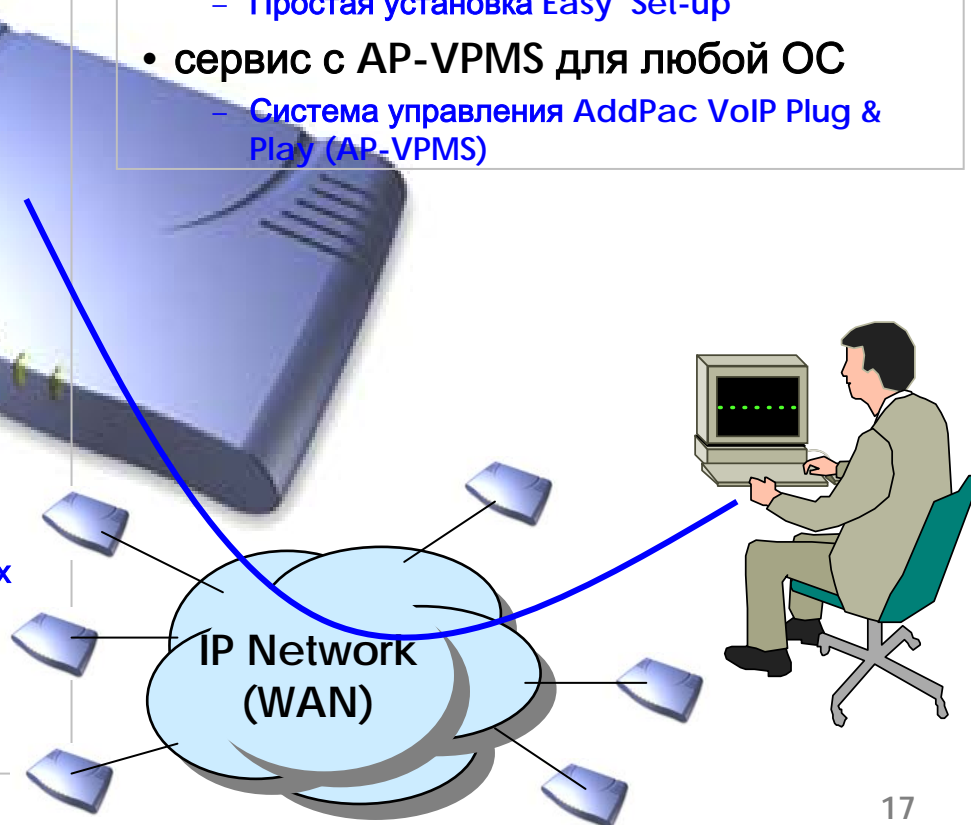 – Простая установка Easy Set-up
• сервис с AP-VPMS для любой ОС
– Система управления AddPac VoIP Plug &
Play (AP-VPMS)
х
IP Network
(WAN)
17